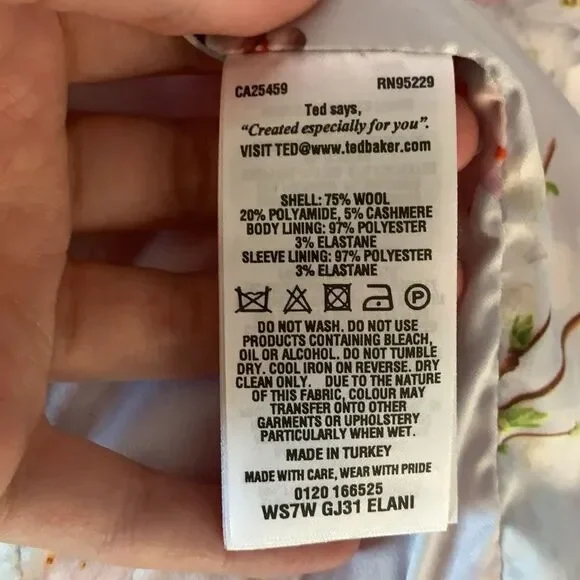 CA25459 RN95229
Ted says,
"Created especially for you".
VISIT TED@www.tedbaker.com
SHELL: 75% WOOL
20% POLYAMIDE, 5% CASHMERE
BODY LINING: 97% POLYESTER
3% ELASTANE
SLEEVE LINING: 97% POLYESTER
3% ELASTANE
P
DO NOT WASH. DO NOT USE
PRODUCTS CONTAINING BLEACH,
OIL OR ALCOHOL. DO NOT TUMBLE
DRY. COOL IRON ON REVERSE. DRY
CLEAN ONLY. DUE TO THE NATURE
OF THIS FABRIC, COLOUR MAY
TRANSFER ONTO OTHER
GARMENTS OR UPHOLSTERY
PARTICULARLY WHEN WET.
MADE IN TURKEY
MADE WITH CARE, WEAR WITH PRIDE
0120 166525
WS7W GJ31 ELANI